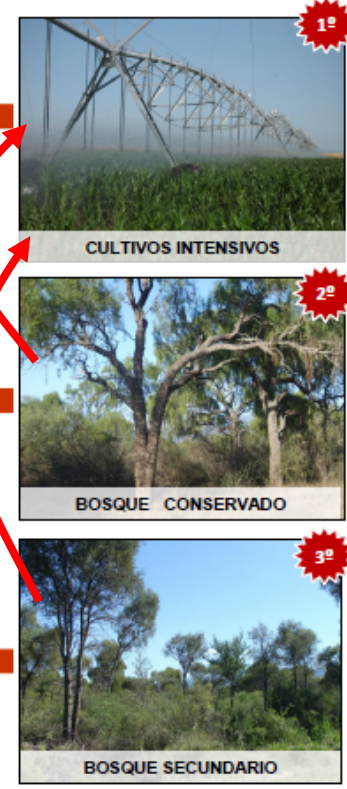 1º
CULTIVOS INTENSIVOS
2º
BOSQUE CONSERVADO
3º
BOSQUE SECUNDARIO